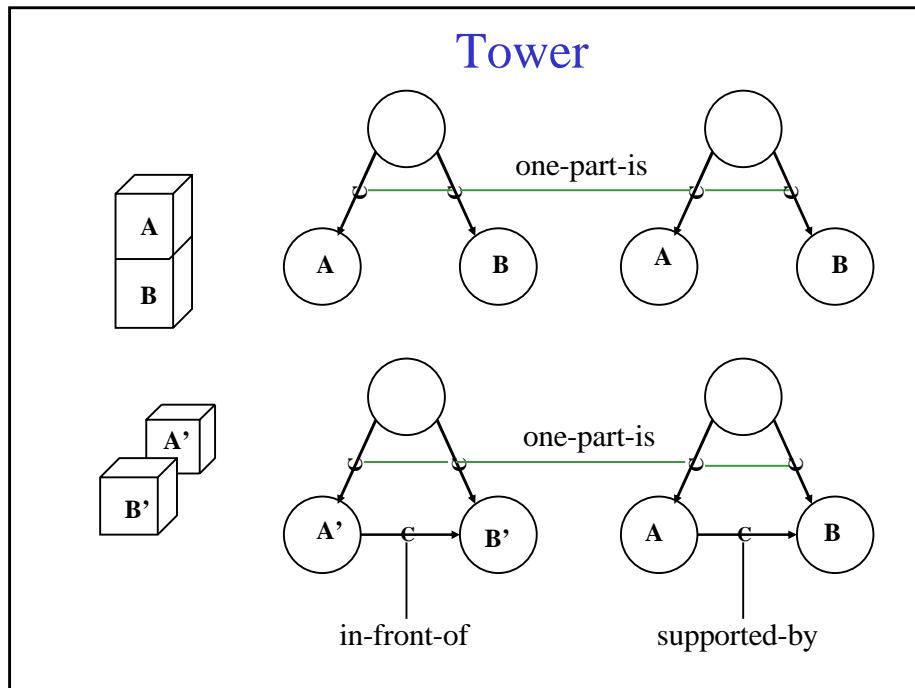 Tower
one-part-is
A
B
A
B
A
B
one-part-is
A’
B’
A’
B’
A
B
C
C
in-front-of
supported-by